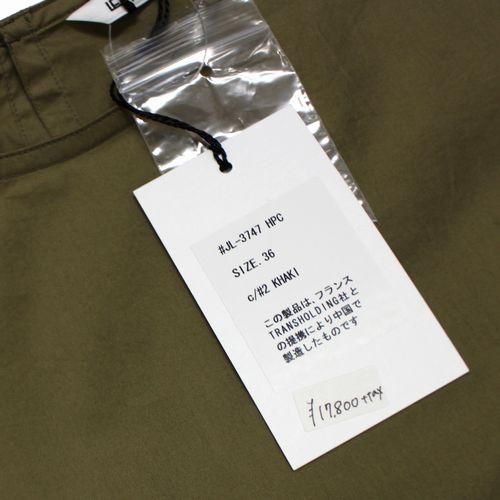 #JL-3747 HPC
SIZE.36
c/#2 KHAKI
この製品は、フランス
TRANSHOLDING社と
の提携により中国で
製造したものです
¥17,800+TAX